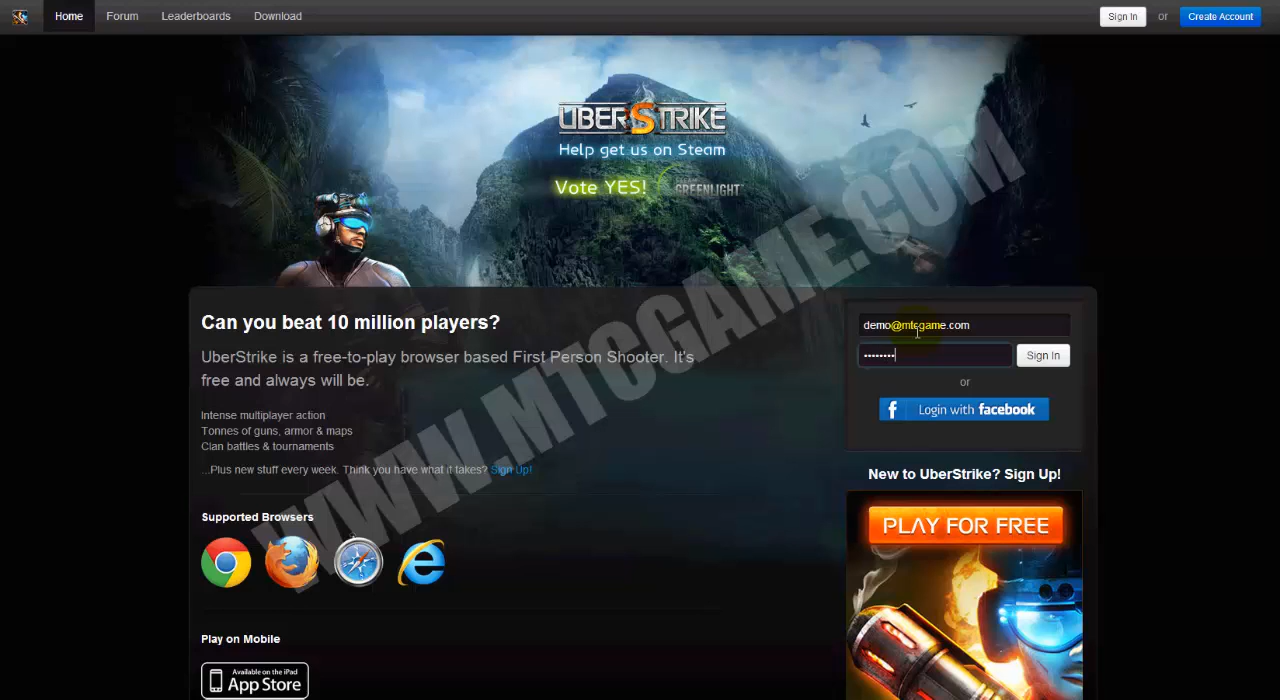 Home Forum Leaderboards Download Sign In or Create Account
UBERSTRIKE
Help get us on Steam
Vote YES! STEAM GREENLIGHT™
WWW.MTCGAME.COM
Can you beat 10 million players?
UberStrike is a free-to-play browser based First Person Shooter. It's
free and always will be.
Intense multiplayer action
Tonnes of guns, armor & maps
Clan battles & tournaments
...Plus new stuff every week. Think you have what it takes? Sign Up!
Supported Browsers
Play on Mobile
Available on the iPad
App Store
demo@mtcgame.com
Sign In
or
f Login with facebook
New to UberStrike? Sign Up!
PLAY FOR FREE